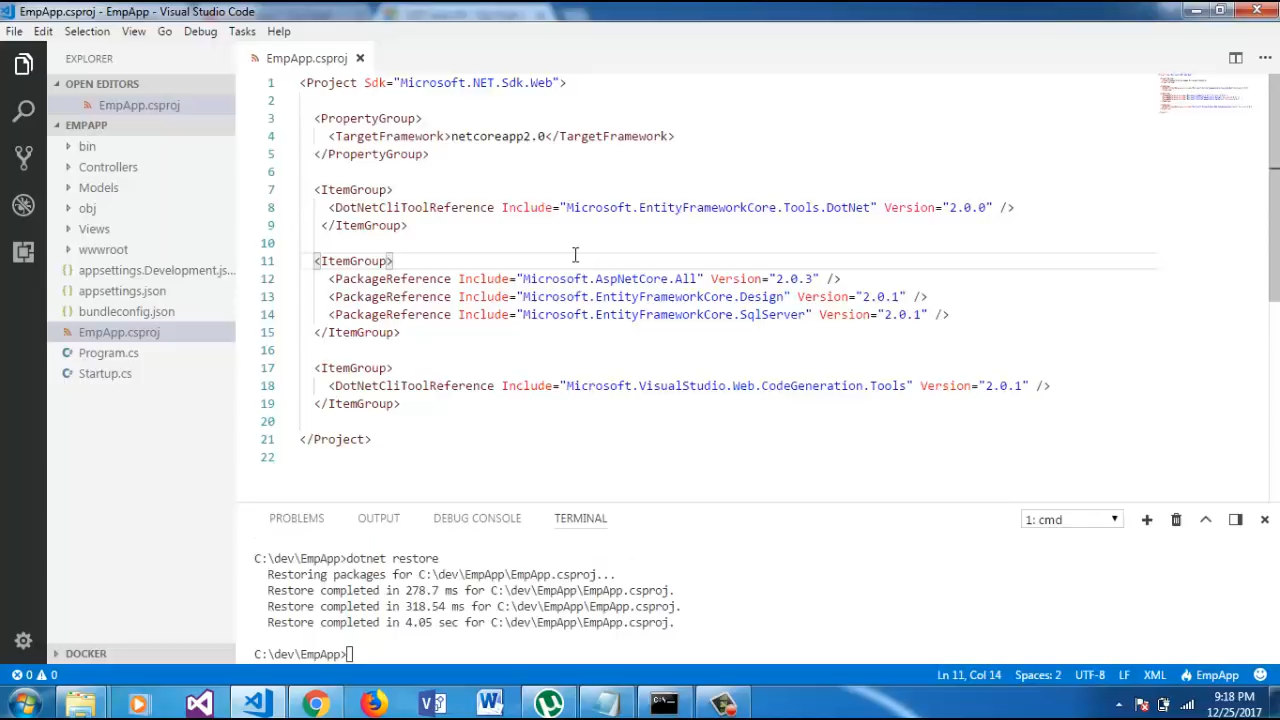 EmpApp.csproj - EmpApp - Visual Studio Code
File Edit Selection View Go Debug Tasks Help
EXPLORER
OPEN EDITORS
EmpApp.csproj
EMPAPP
bin
Controllers
Models
obj
Views
wwwroot
appsettings.Development.js...
appsettings.json
bundleconfig.json
EmpApp.csproj
Program.cs
Startup.cs
DOCKER
EmpApp.csproj
1 <Project Sdk="Microsoft.NET.Sdk.Web">
2
3 <PropertyGroup>
4 <TargetFramework>netcoreapp2.0</TargetFramework>
5 </PropertyGroup>
6
7 <ItemGroup>
8 <DotNetCliToolReference Include="Microsoft.EntityFrameworkCore.Tools.DotNet" Version="2.0.0" />
9 </ItemGroup>
10
11 <ItemGroup>
12 <PackageReference Include="Microsoft.AspNetCore.All" Version="2.0.3" />
13 <PackageReference Include="Microsoft.EntityFrameworkCore.Design" Version="2.0.1" />
14 <PackageReference Include="Microsoft.EntityFrameworkCore.SqlServer" Version="2.0.1" />
15 </ItemGroup>
16
17 <ItemGroup>
18 <DotNetCliToolReference Include="Microsoft.VisualStudio.Web.CodeGeneration.Tools" Version="2.0.1" />
19 </ItemGroup>
20
21 </Project>
22
PROBLEMS OUTPUT DEBUG CONSOLE TERMINAL 1: cmd
C:\dev\EmpApp>dotnet restore
Restoring packages for C:\dev\EmpApp\EmpApp.csproj...
Restore completed in 278.7 ms for C:\dev\EmpApp\EmpApp.csproj.
Restore completed in 318.54 ms for C:\dev\EmpApp\EmpApp.csproj.
Restore completed in 4.05 sec for C:\dev\EmpApp\EmpApp.csproj.
C:\dev\EmpApp>
0 0 Ln 11, Col 14 Spaces: 2 UTF-8 LF XML EmpApp
9:18 PM
12/25/2017